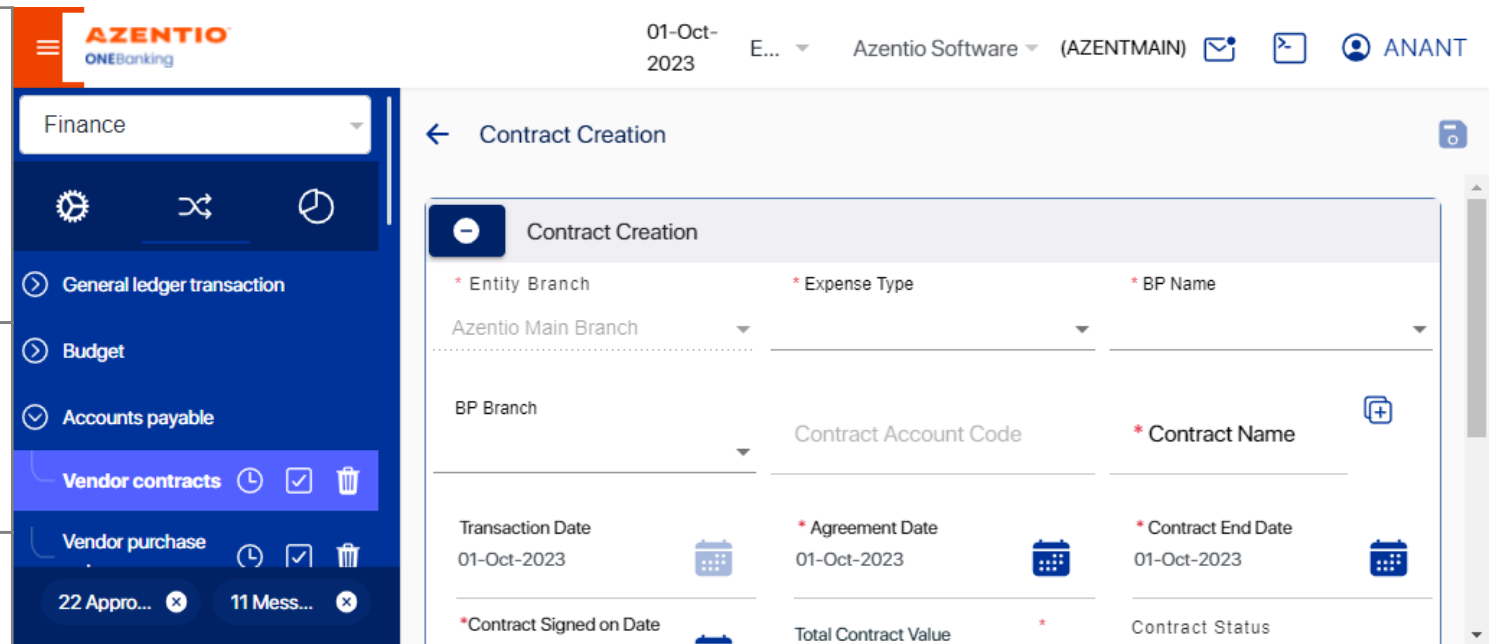 AZENTIO
ONEBanking
01-Oct-
2023
E...
Azentio Software
(AZENTMAIN)
ANANT
Finance
General ledger transaction
Budget
Accounts payable
Vendor contracts
Vendor purchase
22 Appro...
11 Mess...
Contract Creation
Contract Creation
* Entity Branch
* Expense Type
* BP Name
Azentio Main Branch
BP Branch
Contract Account Code
* Contract Name
Transaction Date
* Agreement Date
* Contract End Date
01-Oct-2023
01-Oct-2023
01-Oct-2023
*Contract Signed on Date
Total Contract Value *
Contract Status